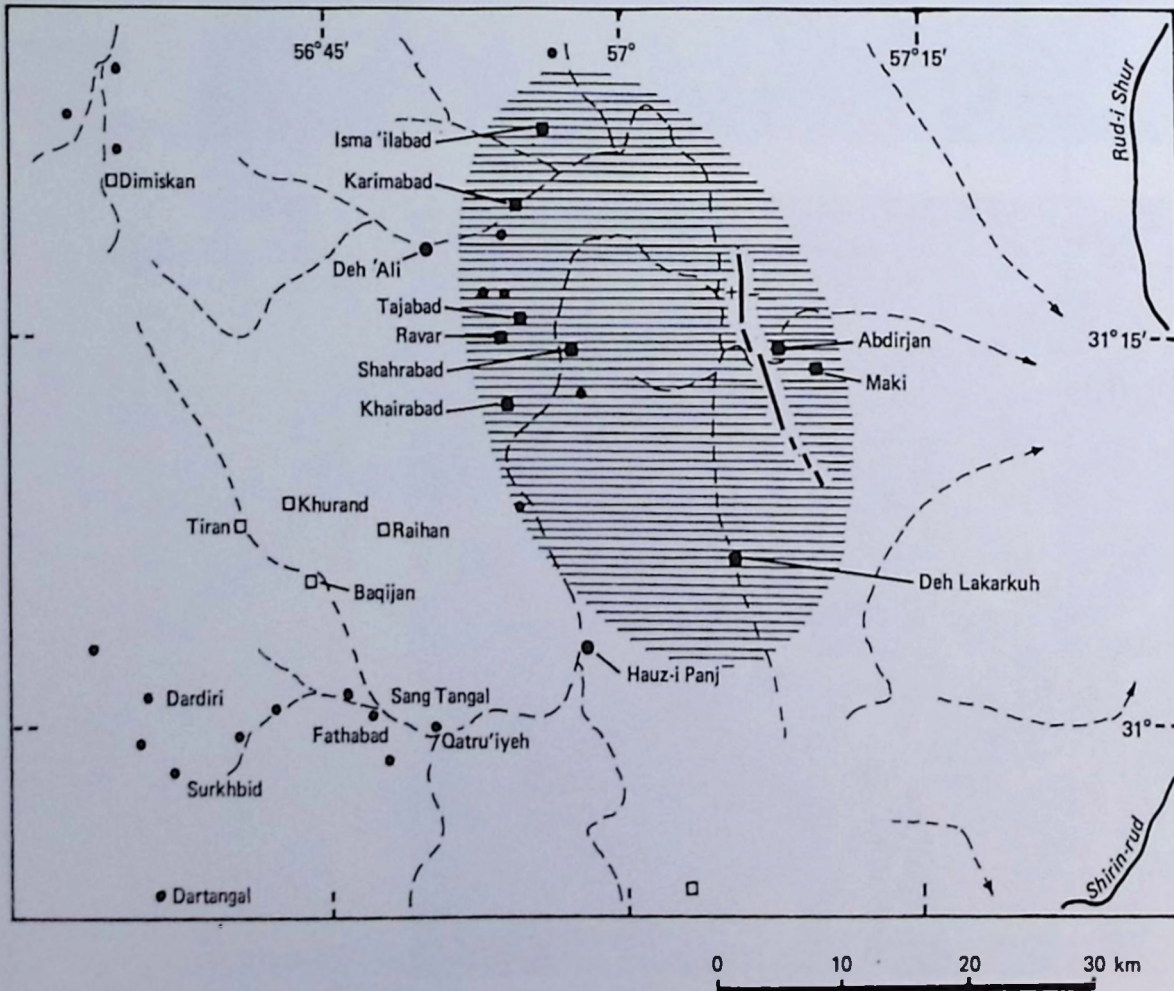 56°45′
57°
57°15′
Rud-i Shur
Isma 'ilabad
Dimiskan
Karimabad
Deh 'Ali
Tajabad
Ravar
Abdirjan
31°15′
Shahrabad
Maki
Khairabad
Khurand
Tiran
Raihan
Baqijan
Deh Lakarkuh
Hauz-i Panj
Dardiri
Sang Tangal
Fathabad
Qatru'iyeh
31°
Surkhbid
Shirin-rud
Dartangal
0 10 20 30 km